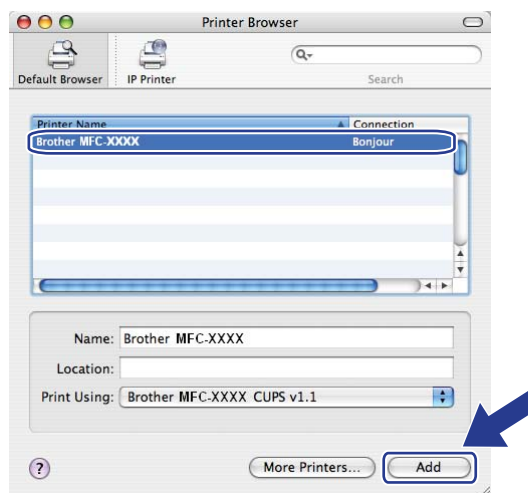 Printer Browser
Default Browser
IP Printer
Search
Printer Name Connection
Brother MFC-XXXX Bonjour
Name: Brother MFC-XXXX
Location:
Print Using: Brother MFC-XXXX CUPS v1.1
? More Printers... Add